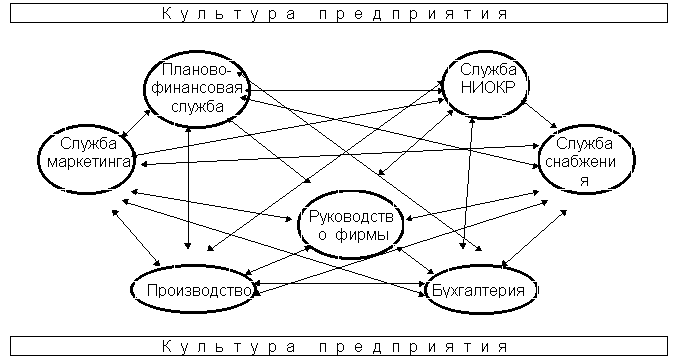 Культура предприятия
Планово-
финансовая
служба
Служба
НИОКР
Служба
маркетинга
Служба
снабжени
я
Руководств
о фирмы
Производство
Бухгалтерия
Культура предприятия